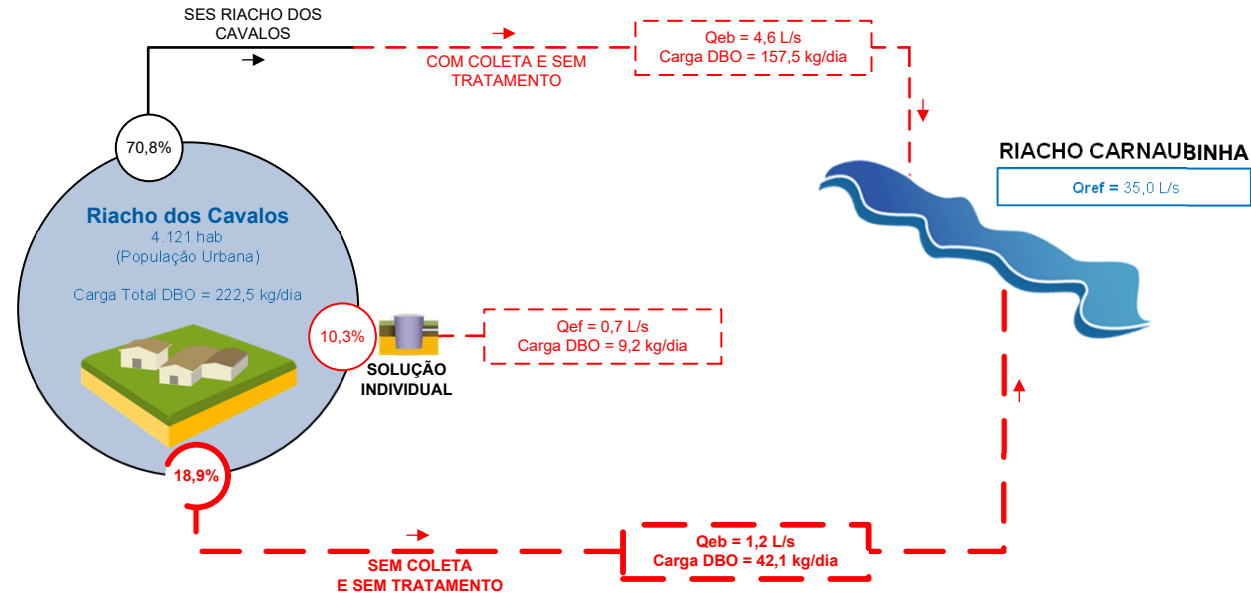 SES RIACHO DOS
CAVALOS
COM COLETA E SEM
TRATAMENTO
Qeb = 4,6 L/s
Carga DBO = 157,5 kg/dia
70,8%
RIACHO CARNAUBINHA
Qref = 35,0 L/s
Riacho dos Cavalos
4.121 hab
(População Urbana)
Carga Total DBO = 222,5 kg/dia
10,3%
SOLUÇÃO
INDIVIDUAL
Qef = 0,7 L/s
Carga DBO = 9,2 kg/dia
18,9%
SEM COLETA
E SEM TRATAMENTO
Qeb = 1,2 L/s
Carga DBO = 42,1 kg/dia